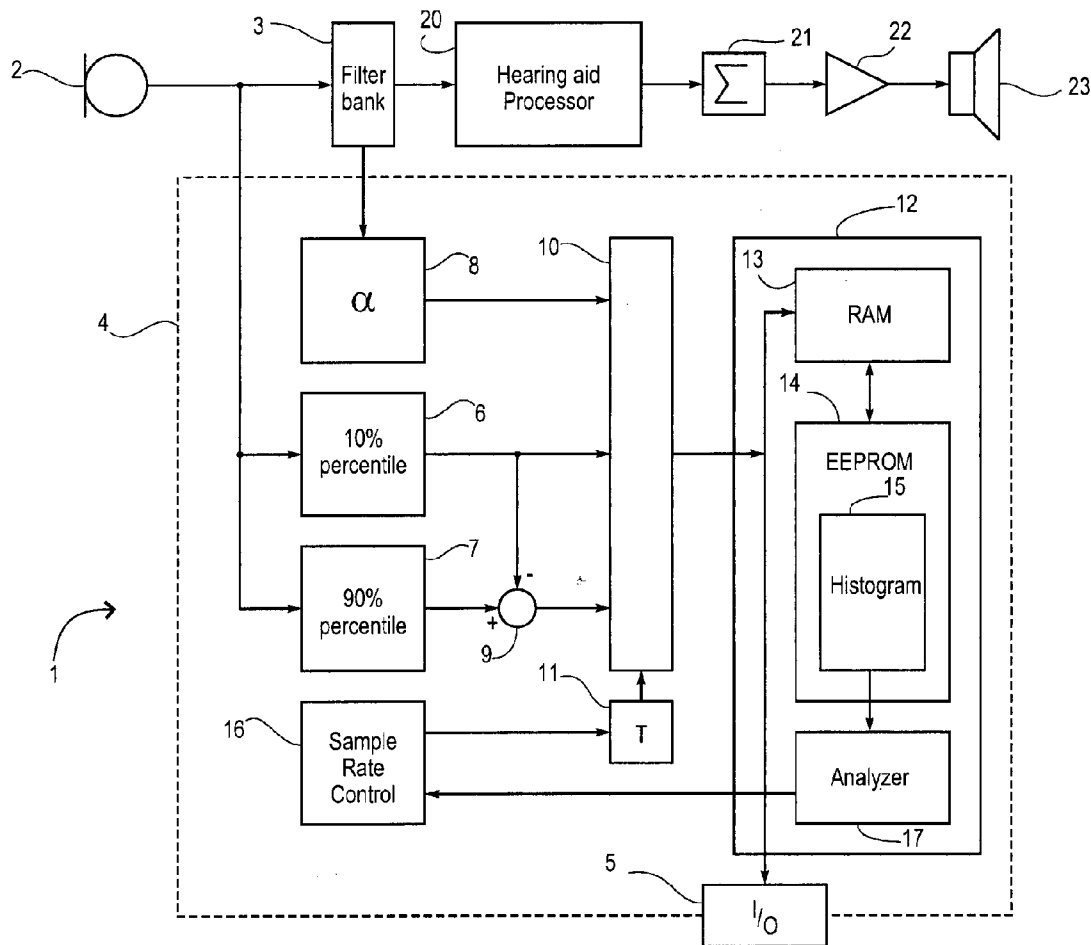 2
3
Filter
bank
20
Hearing aid
Processor
21
Σ
22
23
4
α
8
10
12
13
RAM
10%
percentile
6
14
EEPROM
15
Histogram
90%
percentile
7
-
+
9
1
16
Sample
Rate
Control
11
T
Analyzer
17
5
I/O